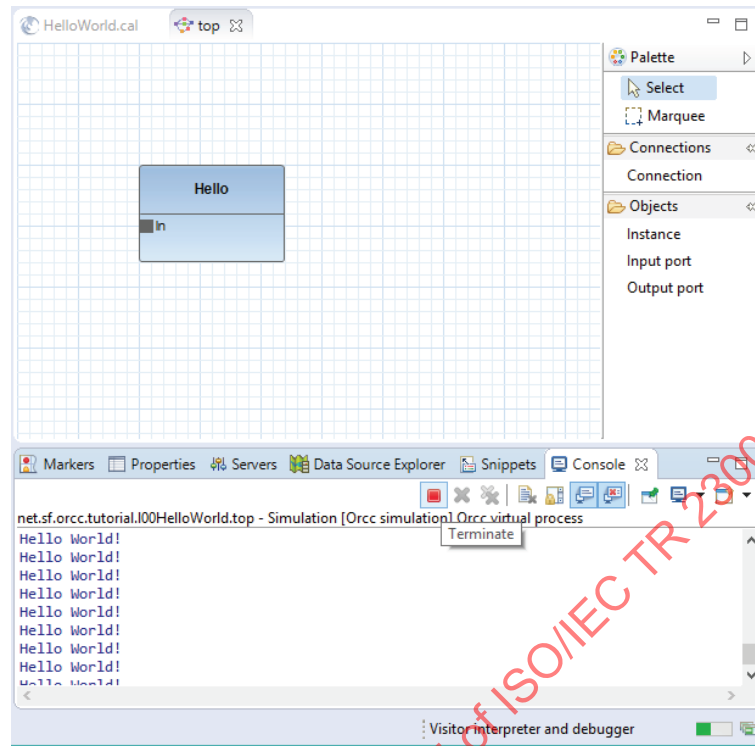 HelloWorld.cal
top
Palette
Select
Marquee
Connections
Connection
Objects
Instance
Input port
Output port
Hello
In
Markers Properties Servers Data Source Explorer Snippets Console
net.sf.orcc.tutorial.I00HelloWorld.top - Simulation [Orcc simulation] Orcc virtual process
Terminate
Hello World!
Hello World!
Hello World!
Hello World!
Hello World!
Hello World!
Hello World!
Hello World!
Hello World!
Visitor interpreter and debugger
of ISO/IEC TR 2300